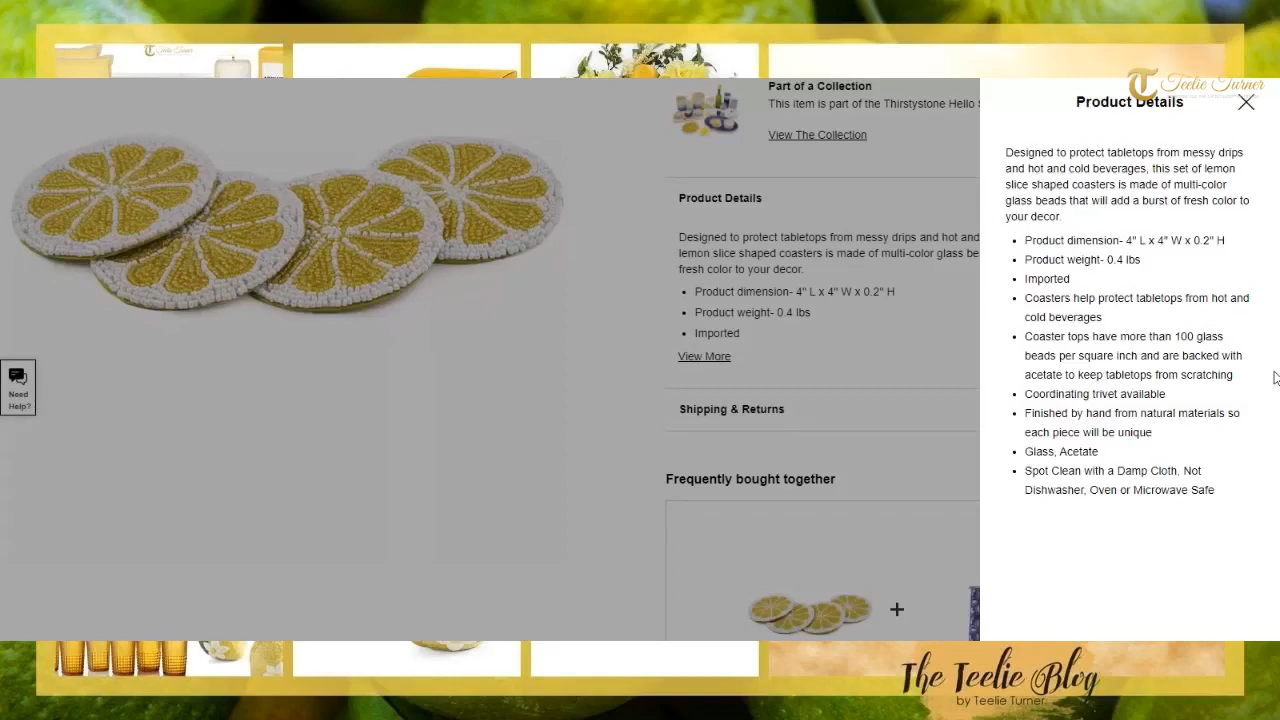 Teelie Turner
Part of a Collection
This item is part of the Thirstystone Hello
View The Collection
Product Details
Designed to protect tabletops from messy drips and hot and
lemon slice shaped coasters is made of multi-color glass
fresh color to your decor.
• Product dimension- 4" L x 4" W x 0.2" H
• Product weight- 0.4 lbs
• Imported
View More
Shipping & Returns
Frequently bought together
+
Need
Help?
Teelie Turner
Product Details
Designed to protect tabletops from messy drips
and hot and cold beverages, this set of lemon
slice shaped coasters is made of multi-color
glass beads that will add a burst of fresh color to
your decor.
• Product dimension- 4" L x 4" W x 0.2" H
• Product weight- 0.4 lbs
• Imported
• Coasters help protect tabletops from hot and
cold beverages
• Coaster tops have more than 100 glass
beads per square inch and are backed with
acetate to keep tabletops from scratching
• Coordinating trivet available
• Finished by hand from natural materials so
each piece will be unique
• Glass, Acetate
• Spot Clean with a Damp Cloth, Not
Dishwasher, Oven or Microwave Safe
The Teelie Blog
by Teelie Turner